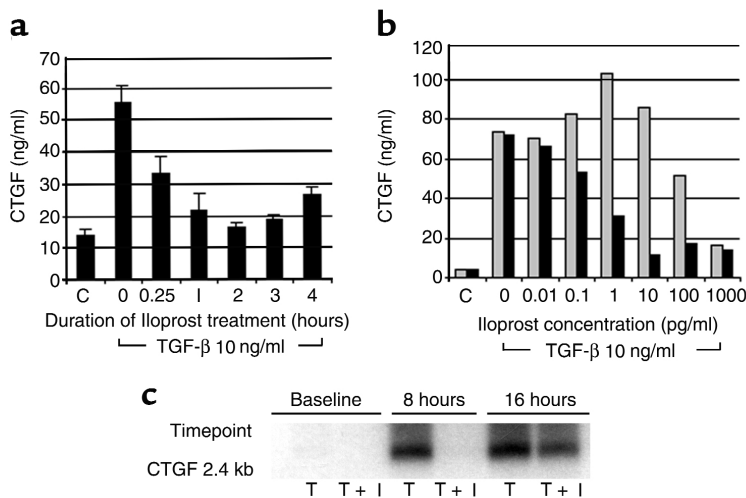 a
CTGF (ng/ml)
70
60
50
40
30
20
10
0
C 0 0.25 I 2 3 4
Duration of Iloprost treatment (hours)
TGF-β 10 ng/ml
b
CTGF (ng/ml)
120
100
80
60
40
20
0
C 0 0.01 0.1 1 10 100 1000
Iloprost concentration (pg/ml)
TGF-β 10 ng/ml
c
Baseline 8 hours 16 hours
Timepoint
CTGF 2.4 kb
T T + I T T + I T T + I